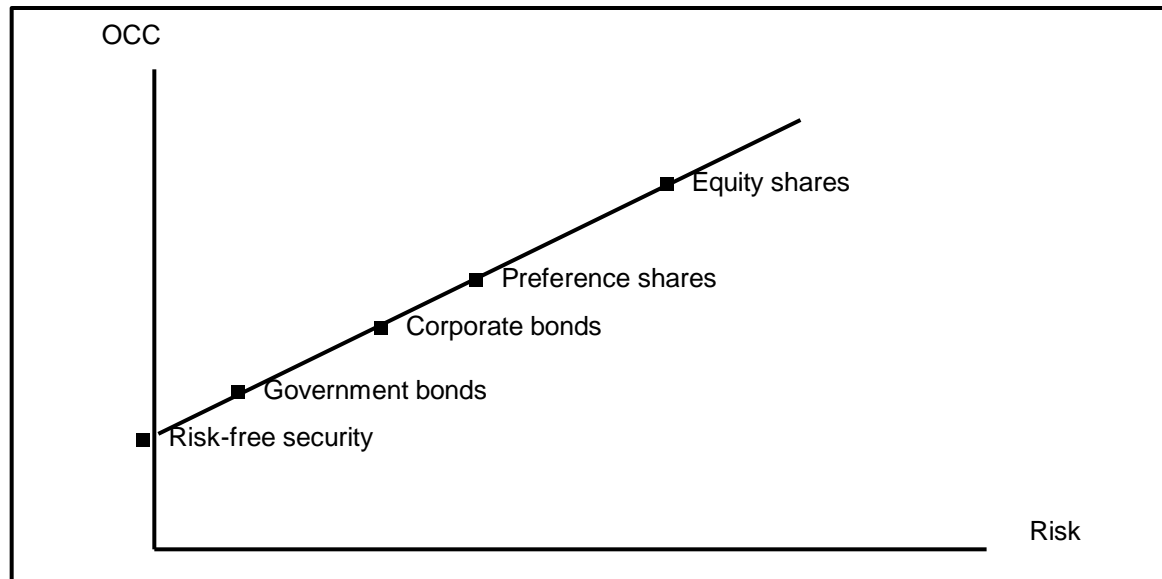 OCC
Equity shares
Preference shares
Corporate bonds
Government bonds
Risk-free security
Risk